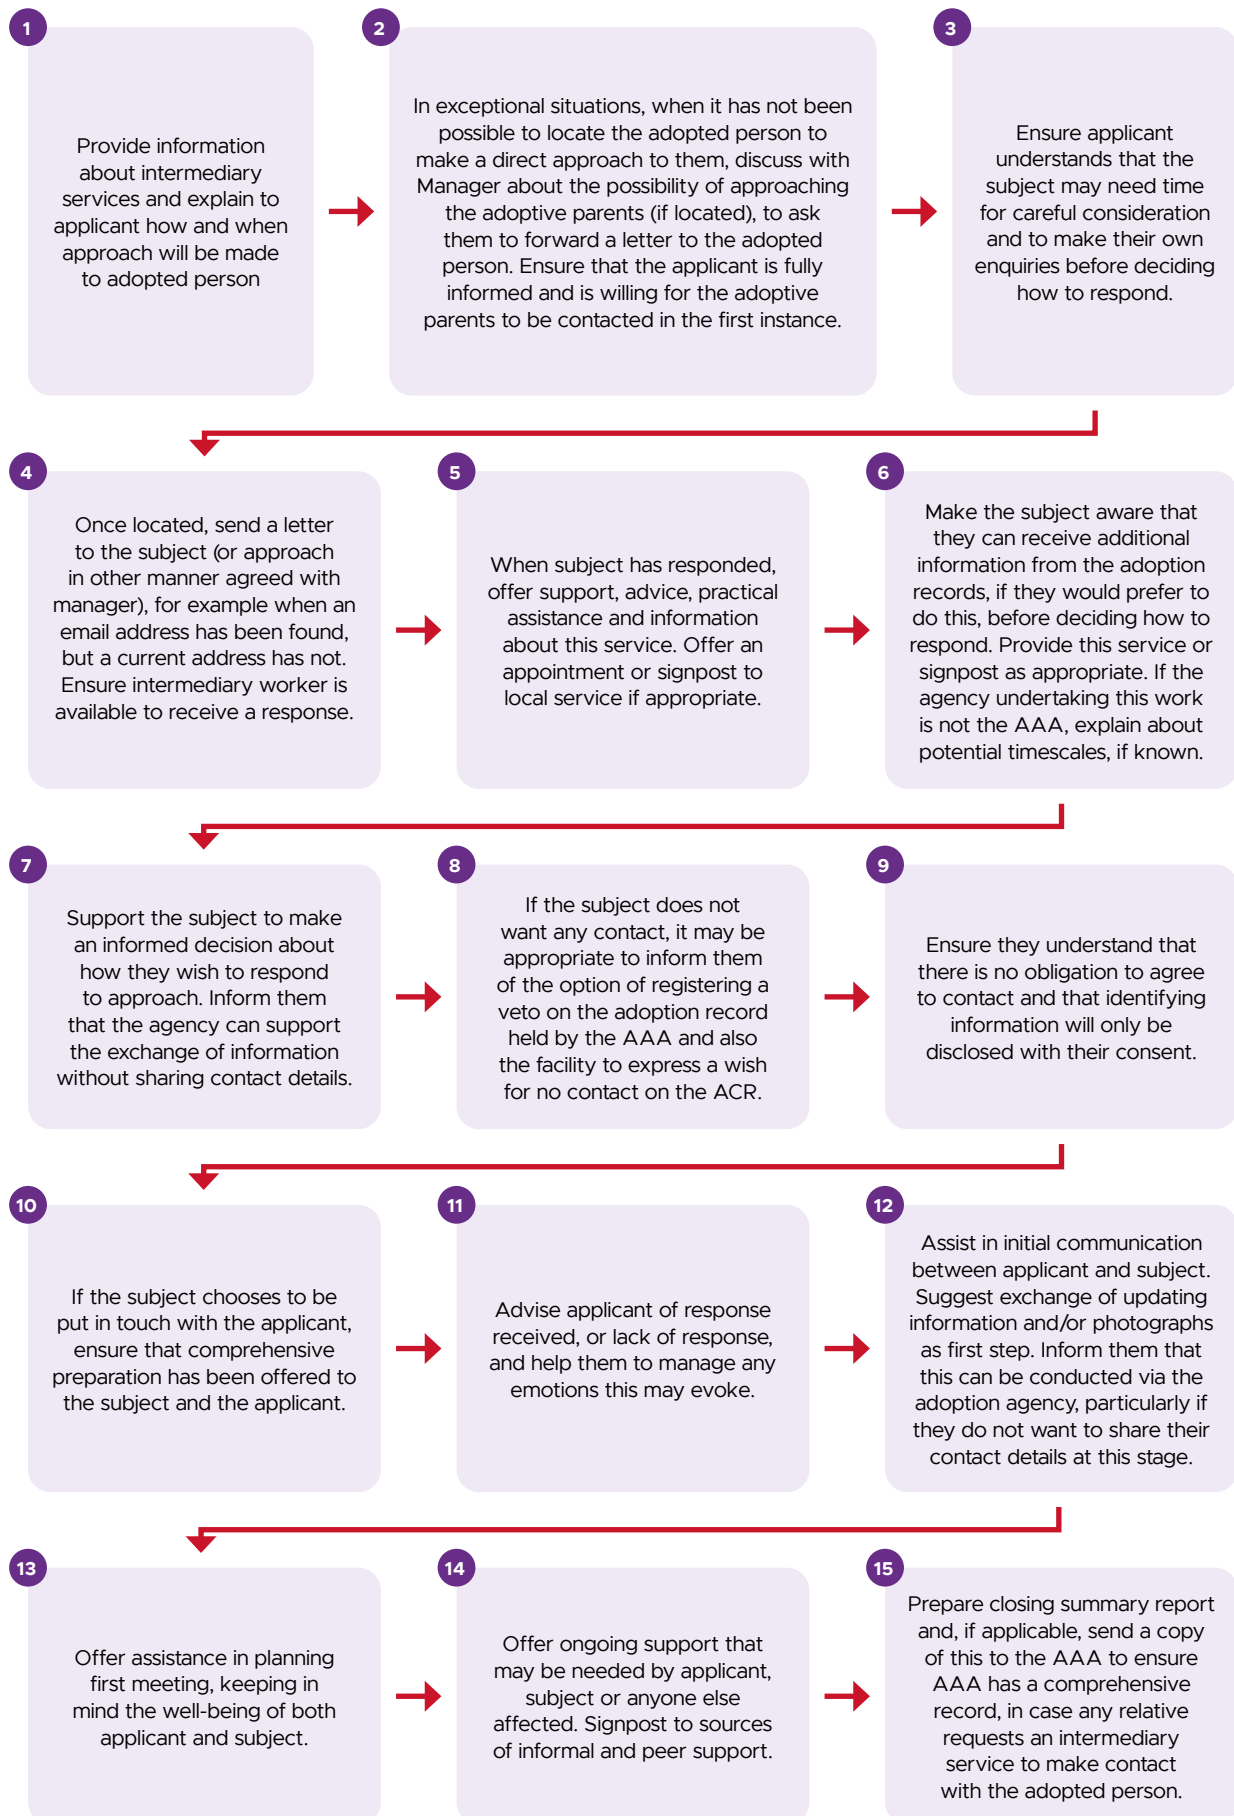 1
Provide information
about intermediary
services and explain to
applicant how and when
approach will be made
to adopted person
2
In exceptional situations, when it has not been
possible to locate the adopted person to
make a direct approach to them, discuss with
Manager about the possibility of approaching
the adoptive parents (if located), to ask
them to forward a letter to the adopted
person. Ensure that the applicant is fully
informed and is willing for the adoptive
parents to be contacted in the first instance.
3
Ensure applicant
understands that the
subject may need time
for careful consideration
and to make their own
enquiries before deciding
how to respond.
4
Once located, send a letter
to the subject (or approach
in other manner agreed with
manager), for example when an
email address has been found,
but a current address has not.
Ensure intermediary worker is
available to receive a response.
5
When subject has responded,
offer support, advice, practical
assistance and information
about this service. Offer an
appointment or signpost to
local service if appropriate.
6
Make the subject aware that
they can receive additional
information from the adoption
records, if they would prefer to
do this, before deciding how to
respond. Provide this service or
signpost as appropriate. If the
agency undertaking this work
is not the AAA, explain about
potential timescales, if known.
7
Support the subject to make
an informed decision about
how they wish to respond
to approach. Inform them
that the agency can support
the exchange of information
without sharing contact details.
8
If the subject does not
want any contact, it may be
appropriate to inform them
of the option of registering a
veto on the adoption record
held by the AAA and also
the facility to express a wish
for no contact on the ACR.
9
Ensure they understand that
there is no obligation to agree
to contact and that identifying
information will only be
disclosed with their consent.
10
If the subject chooses to be
put in touch with the applicant,
ensure that comprehensive
preparation has been offered to
the subject and the applicant.
11
Advise applicant of response
received, or lack of response,
and help them to manage any
emotions this may evoke.
12
Assist in initial communication
between applicant and subject.
Suggest exchange of updating
information and/or photographs
as first step. Inform them that
this can be conducted via the
adoption agency, particularly if
they do not want to share their
contact details at this stage.
13
Offer assistance in planning
first meeting, keeping in
mind the well-being of both
applicant and subject.
14
Offer ongoing support that
may be needed by applicant,
subject or anyone else
affected. Signpost to sources
of informal and peer support.
15
Prepare closing summary report
and, if applicable, send a copy
of this to the AAA to ensure
AAA has a comprehensive
record, in case any relative
requests an intermediary
service to make contact
with the adopted person.